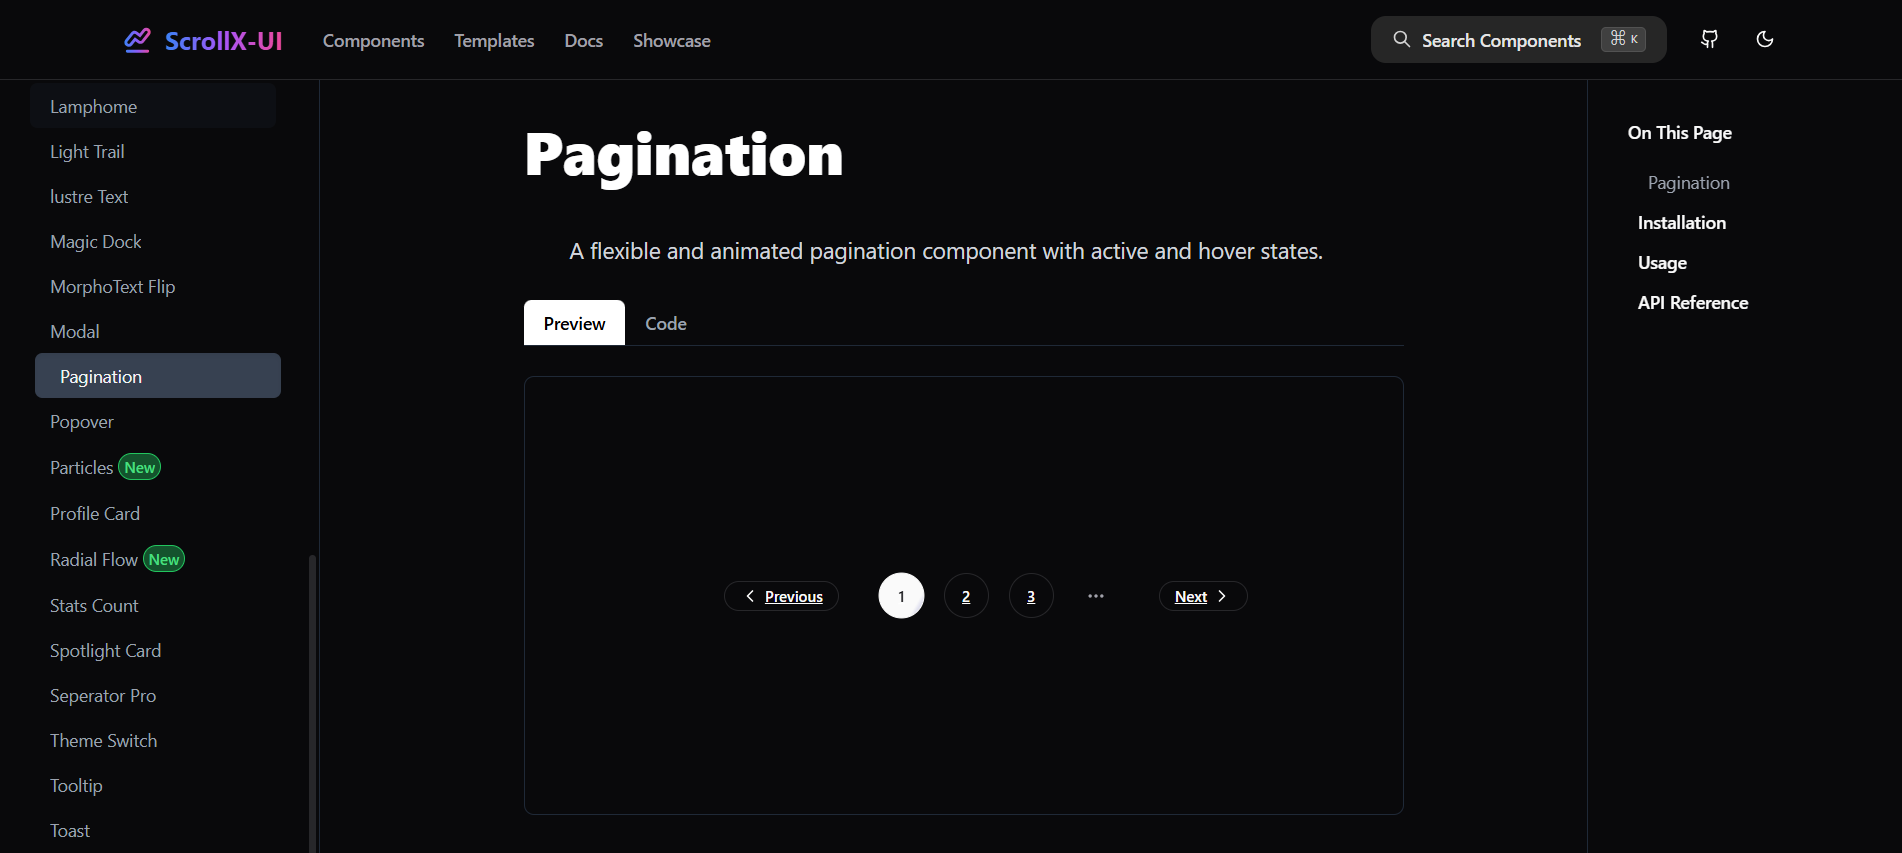 ScrollX-UI
Components
Templates
Docs
Showcase
Search Components
⌘ K
Lamphome
Light Trail
lustre Text
Magic Dock
MorphoText Flip
Modal
Pagination
Popover
Particles New
Profile Card
Radial Flow New
Stats Count
Spotlight Card
Seperator Pro
Theme Switch
Tooltip
Toast
Pagination
A flexible and animated pagination component with active and hover states.
Preview
Code
Previous
1
2
3
...
Next
On This Page
Pagination
Installation
Usage
API Reference